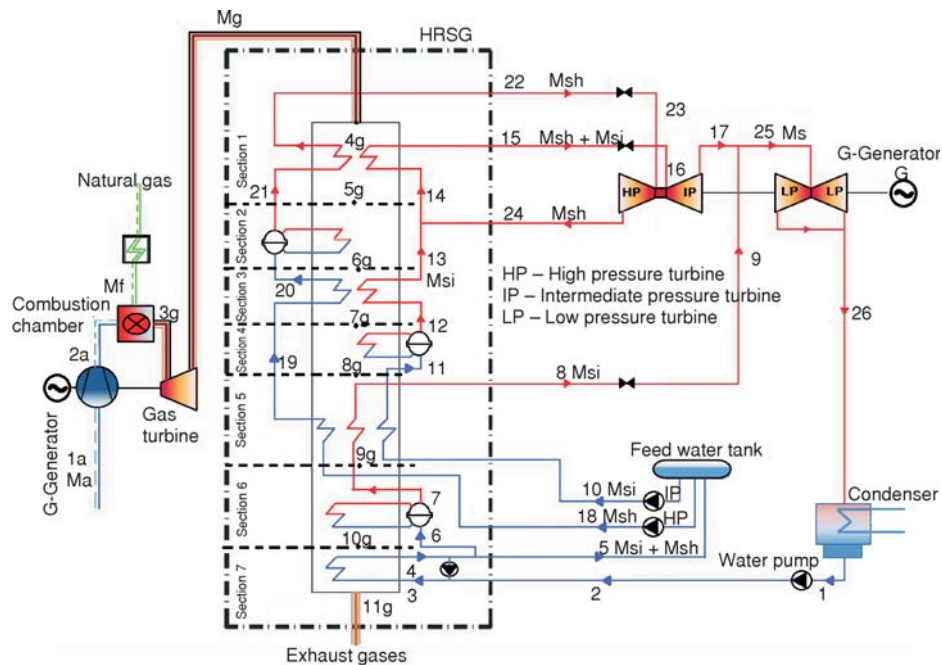 Mg
HRSG
22 Msh
23
15 Msh + Msi
17 25 Ms
16
G-Generator
G
HP IP
LP LP
4g
Section 1
Natural gas
21
5g
14
24 Msh
Section 2
13
9
6g
Msi
HP – High pressure turbine
IP – Intermediate pressure turbine
LP – Low pressure turbine
Mf
Combustion
chamber
3g
20
Section 3
7g
12
26
2a
Section 4
19
8g
11
8 Msi
Gas
turbine
Section 5
G-Generator
1a
Ma
9g
Feed water tank
10 Msi
IP
Condenser
Section 6
7
18 Msh
HP
6
10g
5 Msi + Msh
Water pump
Section 7
4
3
2
1
11g
Exhaust gases